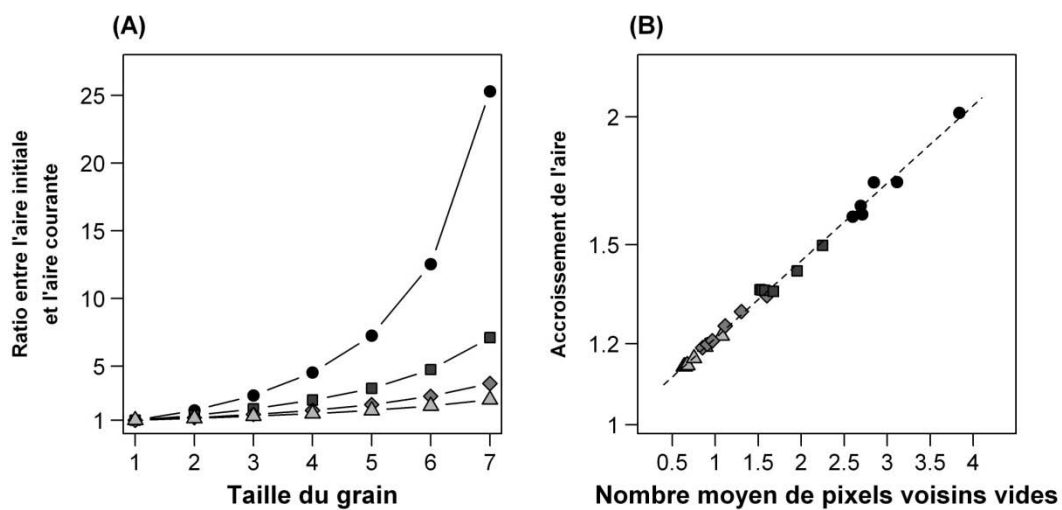 (A)
Ratio entre l'aire initiale
et l'aire courante
25
20
15
10
5
1
1 2 3 4 5 6 7
Taille du grain
(B)
Accroissement de l'aire
2
1.5
1.2
1
0.5 1 1.5 2 2.5 3 3.5 4
Nombre moyen de pixels voisins vides